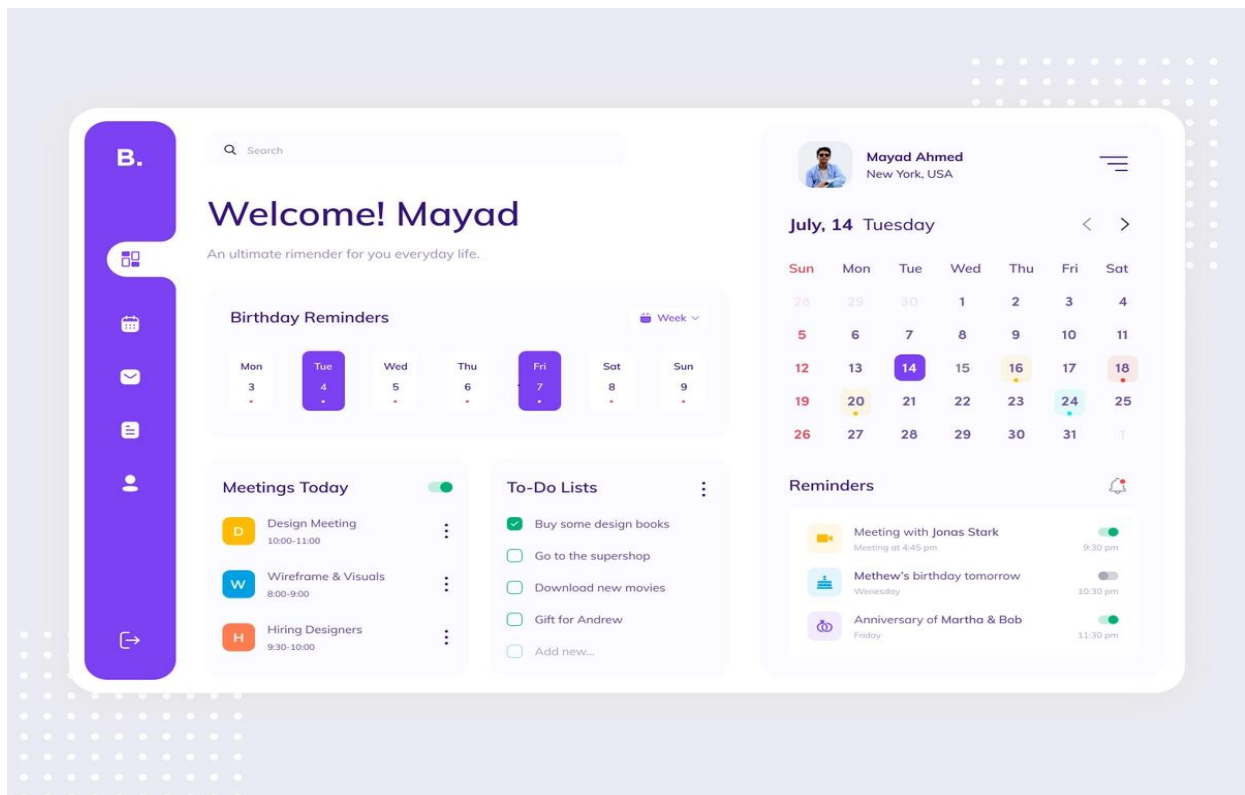 B.
Search
Welcome! Mayad
An ultimate rimender for you everyday life.
Birthday Reminders
Week
Mon Tue Wed Thu Fri Sat Sun
3 4 5 6 7 8 9
Meetings Today
D
Design Meeting
10:00-11:00
W
Wireframe & Visuals
8:00-9:00
H
Hiring Designers
9:30-10:00
To-Do Lists
Buy some design books
Go to the supershop
Download new movies
Gift for Andrew
Add new...
Mayad Ahmed
New York, USA
July, 14 Tuesday
Sun Mon Tue Wed Thu Fri Sat
28 29 30 1 2 3 4
5 6 7 8 9 10 11
12 13 14 15 16 17 18
19 20 21 22 23 24 25
26 27 28 29 30 31 1
Reminders
Meeting with Jonas Stark
Meeting at 4:45 pm 9:30 pm
Methew's birthday tomorrow
Wenesday 10:30 pm
Anniversary of Martha & Bob
Friday 11:30 pm